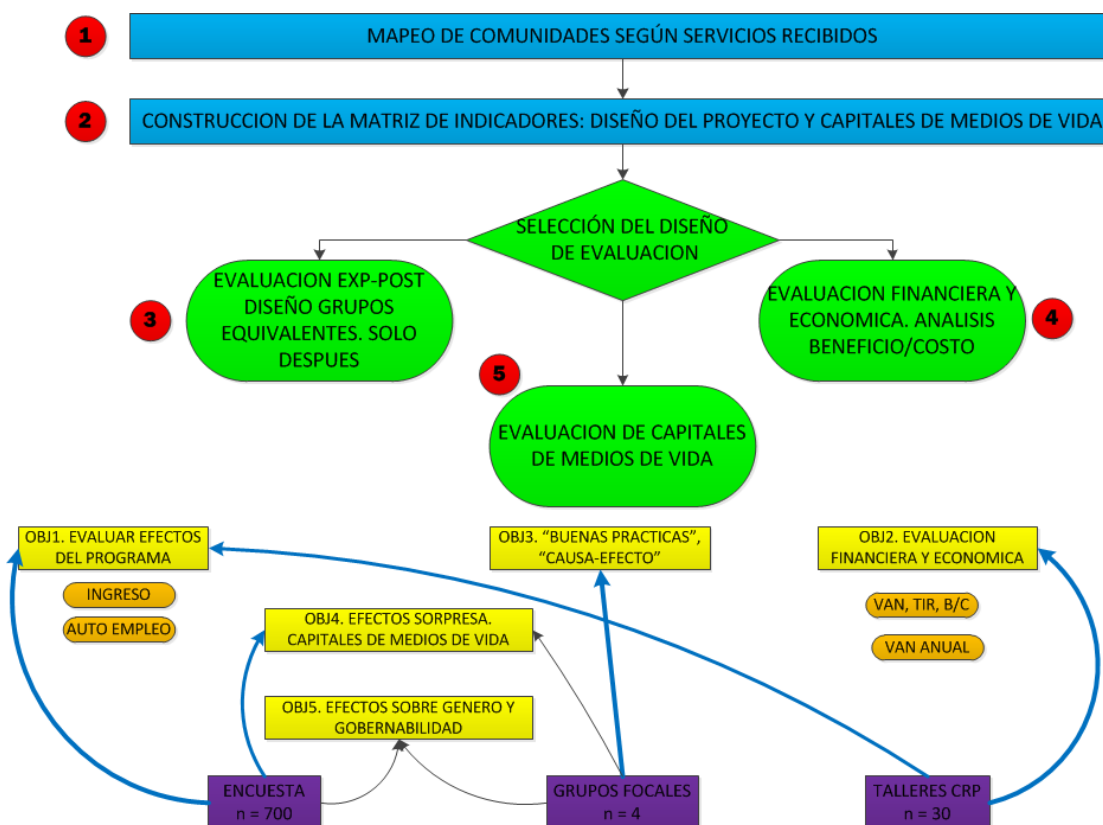 1
MAPEO DE COMUNIDADES SEGÚN SERVICIOS RECIBIDOS
2
CONSTRUCCION DE LA MATRIZ DE INDICADORES: DISEÑO DEL PROYECTO Y CAPITALES DE MEDIOS DE VIDA
SELECCIÓN DEL DISEÑO
DE EVALUACION
3
EVALUACION EXP-POST
DISEÑO GRUPOS
EQUIVALENTES. SOLO
DESPUES
EVALUACION FINANCIERA Y
ECONOMICA. ANALISIS
BENEFICIO/COSTO
4
5
EVALUACION DE CAPITALES
DE MEDIOS DE VIDA
OBJ1. EVALUAR EFECTOS
DEL PROGRAMA
INGRESO
AUTO EMPLEO
OBJ3. “BUENAS PRACTICAS”,
“CAUSA-EFECTO”
OBJ2. EVALUACION
FINANCIERA Y ECONOMICA
VAN, TIR, B/C
VAN ANUAL
OBJ4. EFECTOS SORPRESA.
CAPITALES DE MEDIOS DE VIDA
OBJ5. EFECTOS SOBRE GENERO Y
GOBERNABILIDAD
ENCUESTA
n = 700
GRUPOS FOCALES
n = 4
TALLERES CRP
n = 30